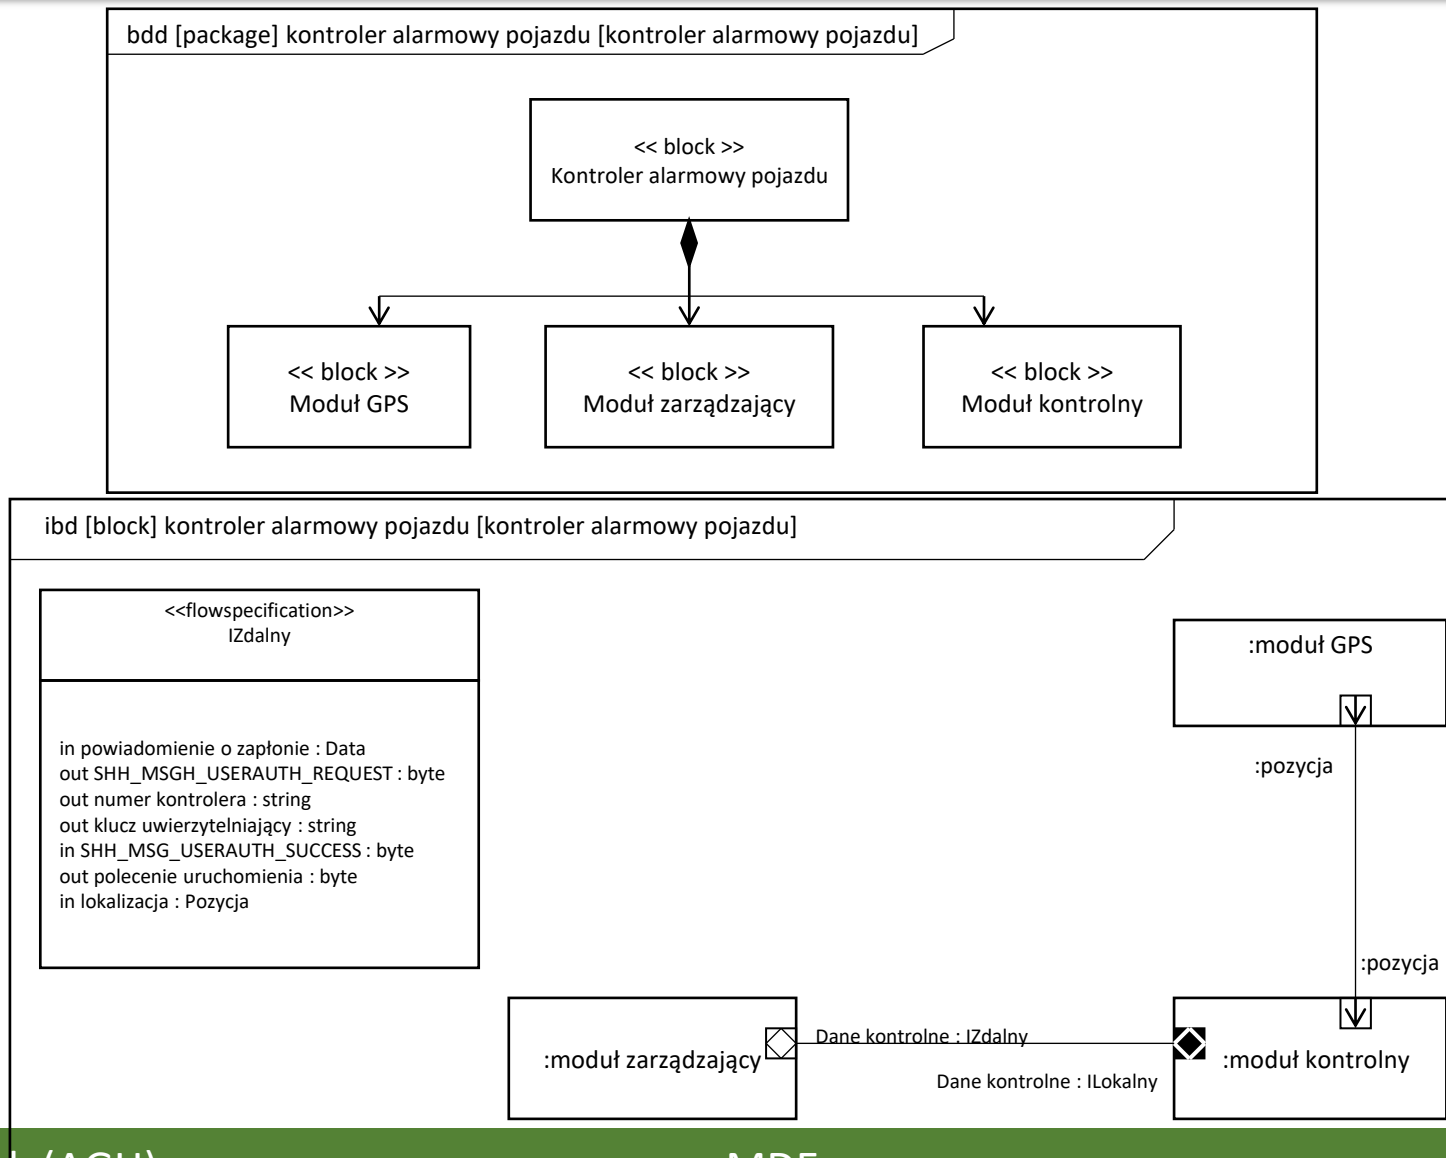 bdd [package] kontroler alarmowy pojazdu [kontroler alarmowy pojazdu]
<< block >>
Kontroler alarmowy pojazdu
<< block >>
Moduł GPS
<< block >>
Moduł zarządzający
<< block >>
Moduł kontrolny
ibd [block] kontroler alarmowy pojazdu [kontroler alarmowy pojazdu]
<<flowspecification>>
IZdalny
in powiadomienie o zapłonie : Data
out SHH_MSGH_USERAUTH_REQUEST : byte
out numer kontrolera : string
out klucz uwierzytelniający : string
in SHH_MSG_USERAUTH_SUCCESS : byte
out polecenie uruchomienia : byte
in lokalizacja : Pozycja
:moduł GPS
:pozycja
:pozycja
:moduł zarządzający
Dane kontrolne : IZdalny
Dane kontrolne : ILokalny
:moduł kontrolny
(AGH)
MDE